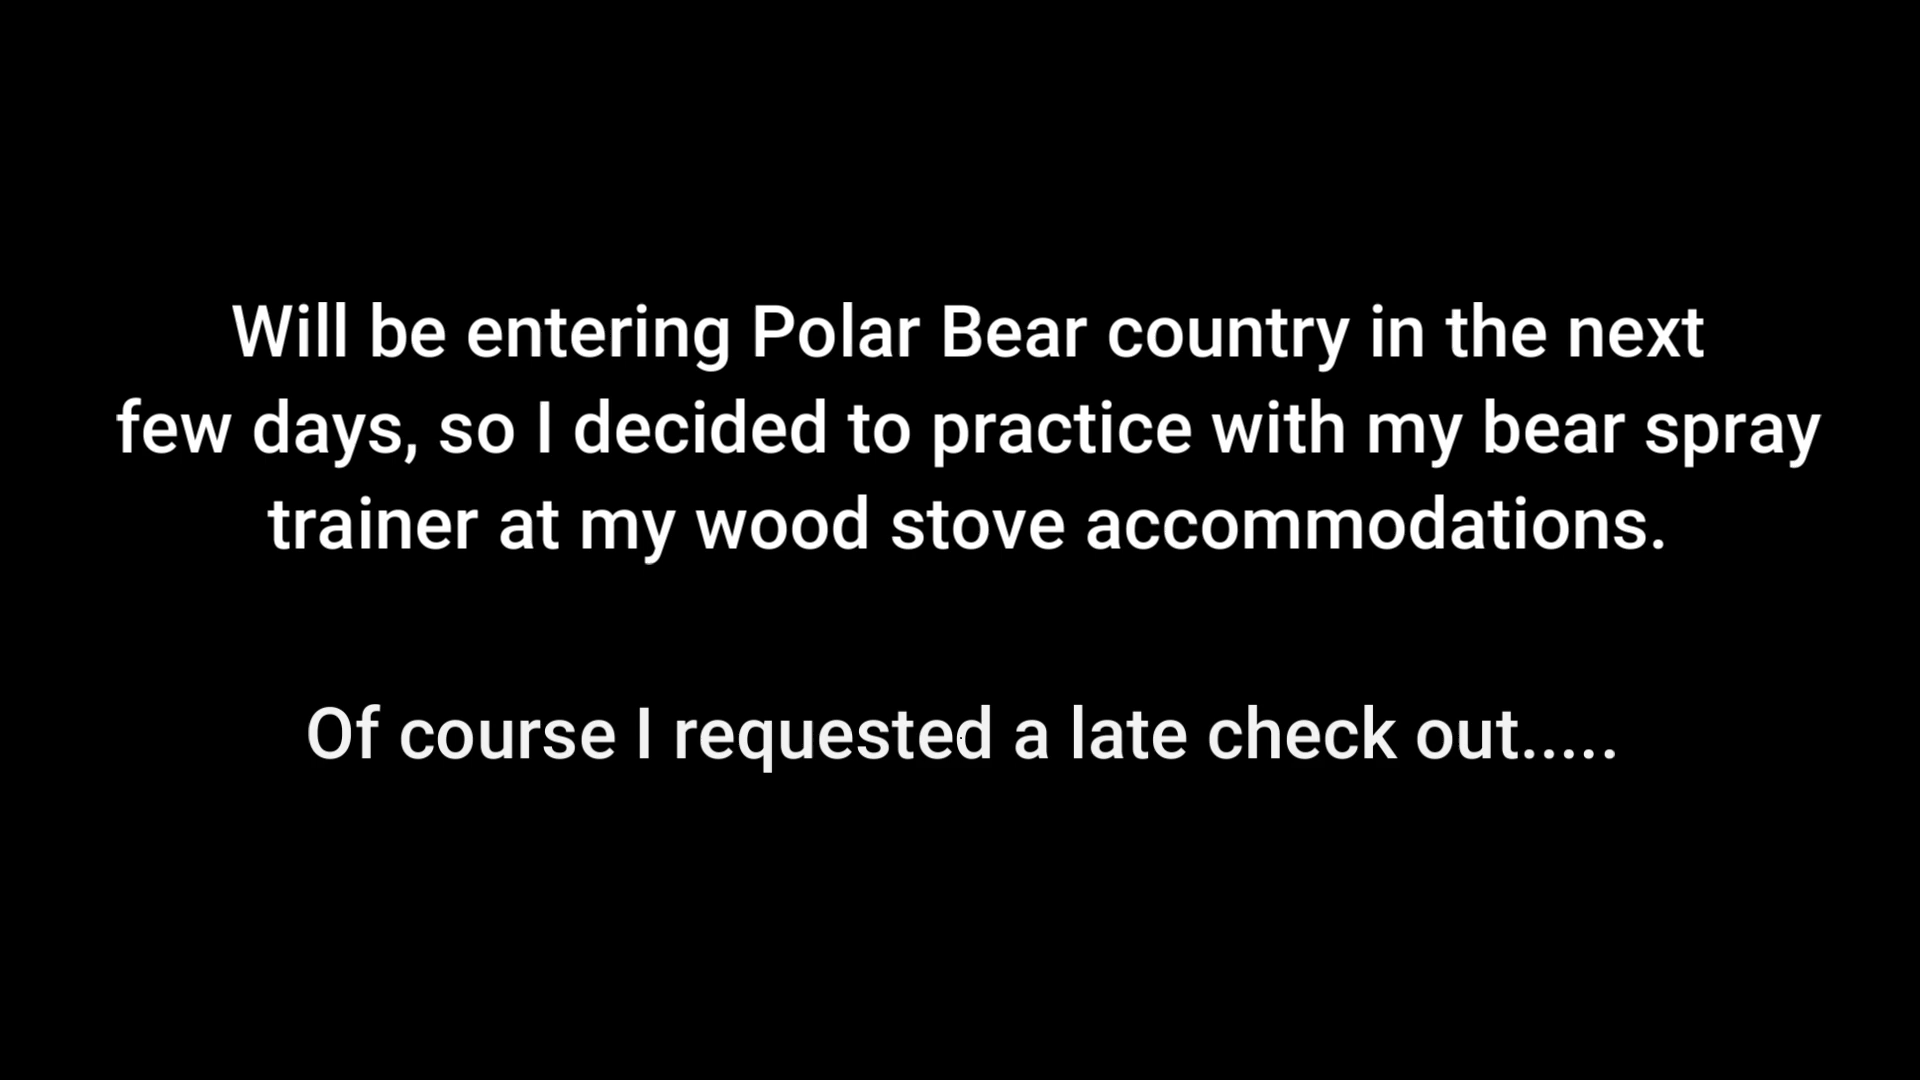 Will be entering Polar Bear country in the next
few days, so I decided to practice with my bear spray
trainer at my wood stove accommodations.
Of course I requested a late check out.....